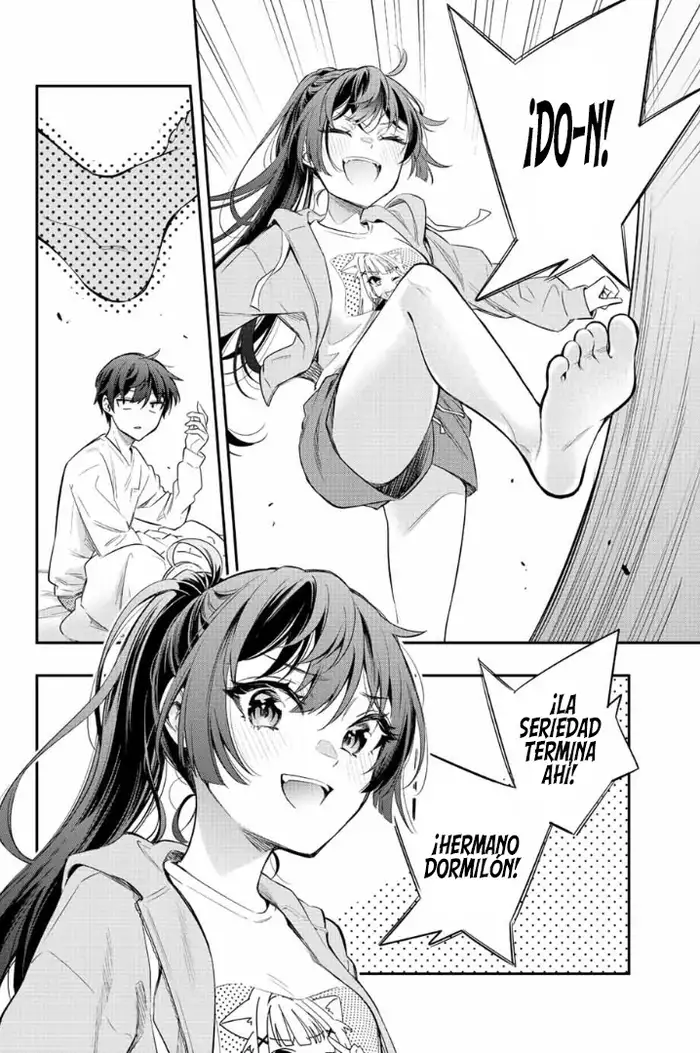 ¡DO-N!
¡LA
SERIEDAD
TERMINA
AHÍ!
¡HERMANO
DORMILÓN!